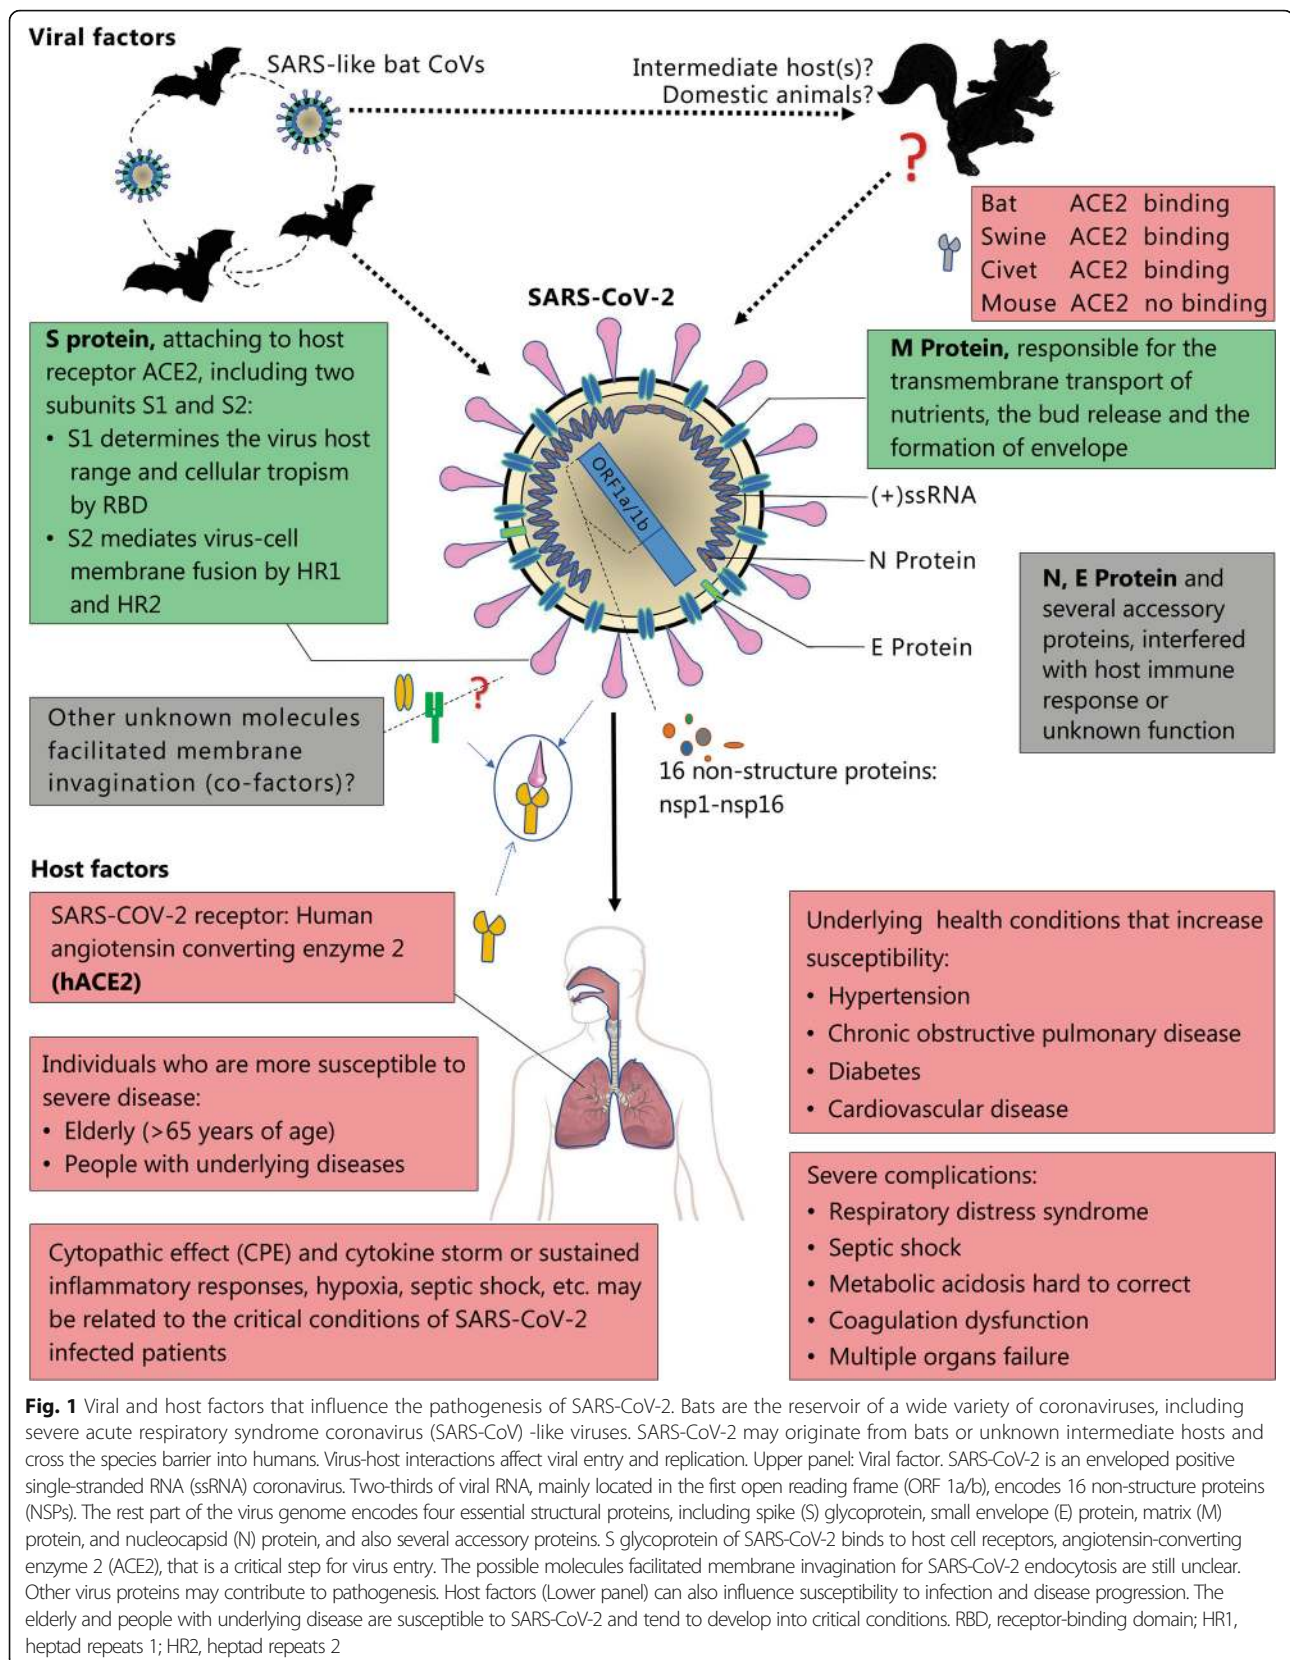 Viral factors
SARS-like bat CoVs
Intermediate host(s)?
Domestic animals?
?
Bat ACE2 binding
Swine ACE2 binding
Civet ACE2 binding
Mouse ACE2 no binding
SARS-CoV-2
S protein, attaching to host
receptor ACE2, including two
subunits S1 and S2:
• S1 determines the virus host
range and cellular tropism
by RBD
• S2 mediates virus-cell
membrane fusion by HR1
and HR2
M Protein, responsible for the
transmembrane transport of
nutrients, the bud release and the
formation of envelope
ORF1a/1b
(+)ssRNA
N Protein
E Protein
N, E Protein and
several accessory
proteins, interfered
with host immune
response or
unknown function
?
Other unknown molecules
facilitated membrane
invagination (co-factors)?
16 non-structure proteins:
nsp1-nsp16
Host factors
SARS-COV-2 receptor: Human
angiotensin converting enzyme 2
(hACE2)
Individuals who are more susceptible to
severe disease:
• Elderly (>65 years of age)
• People with underlying diseases
Cytopathic effect (CPE) and cytokine storm or sustained
inflammatory responses, hypoxia, septic shock, etc. may
be related to the critical conditions of SARS-CoV-2
infected patients
Underlying health conditions that increase
susceptibility:
• Hypertension
• Chronic obstructive pulmonary disease
• Diabetes
• Cardiovascular disease
Severe complications:
• Respiratory distress syndrome
• Septic shock
• Metabolic acidosis hard to correct
• Coagulation dysfunction
• Multiple organs failure
Fig. 1 Viral and host factors that influence the pathogenesis of SARS-CoV-2. Bats are the reservoir of a wide variety of coronaviruses, including
severe acute respiratory syndrome coronavirus (SARS-CoV) -like viruses. SARS-CoV-2 may originate from bats or unknown intermediate hosts and
cross the species barrier into humans. Virus-host interactions affect viral entry and replication. Upper panel: Viral factor. SARS-CoV-2 is an enveloped positive
single-stranded RNA (ssRNA) coronavirus. Two-thirds of viral RNA, mainly located in the first open reading frame (ORF 1a/b), encodes 16 non-structure proteins
(NSPs). The rest part of the virus genome encodes four essential structural proteins, including spike (S) glycoprotein, small envelope (E) protein, matrix (M)
protein, and nucleocapsid (N) protein, and also several accessory proteins. S glycoprotein of SARS-CoV-2 binds to host cell receptors, angiotensin-converting
enzyme 2 (ACE2), that is a critical step for virus entry. The possible molecules facilitated membrane invagination for SARS-CoV-2 endocytosis are still unclear.
Other virus proteins may contribute to pathogenesis. Host factors (Lower panel) can also influence susceptibility to infection and disease progression. The
elderly and people with underlying disease are susceptible to SARS-CoV-2 and tend to develop into critical conditions. RBD, receptor-binding domain; HR1,
heptad repeats 1; HR2, heptad repeats 2